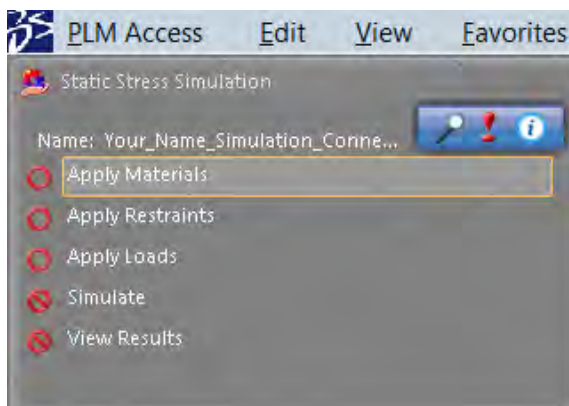 PLM Access Edit View Favorites
Static Stress Simulation
Name: Your_Name_Simulation_Conne...
Apply Materials
Apply Restraints
Apply Loads
Simulate
View Results